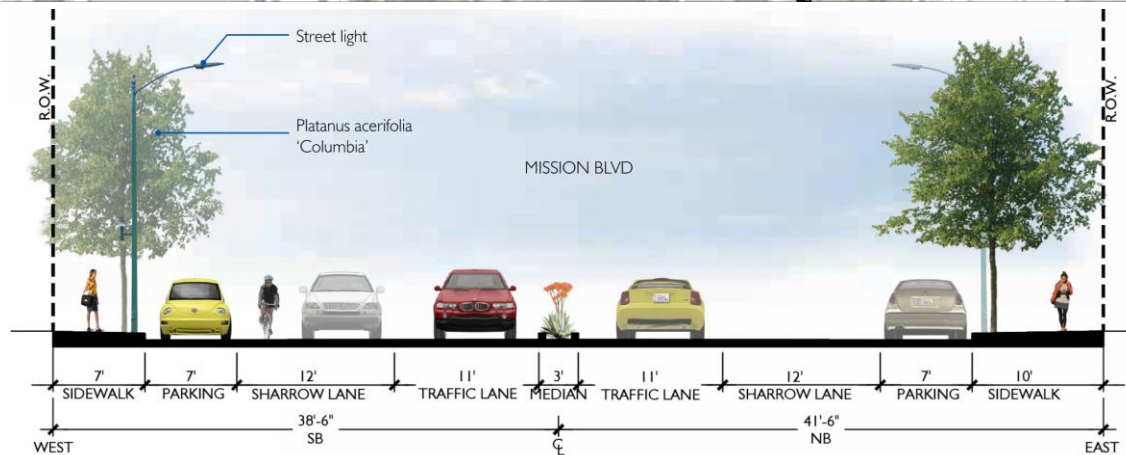 Street light
R.O.W.
R.O.W.
Platanus acerifolia
'Columbia'
MISSION BLVD
7' 7' 12' 11' 3' 11' 12' 7' 10'
SIDEWALK PARKING SHARROW LANE TRAFFIC LANE MEDIAN TRAFFIC LANE SHARROW LANE PARKING SIDEWALK
38'-6" 41'-6"
WEST SB ℄ NB EAST